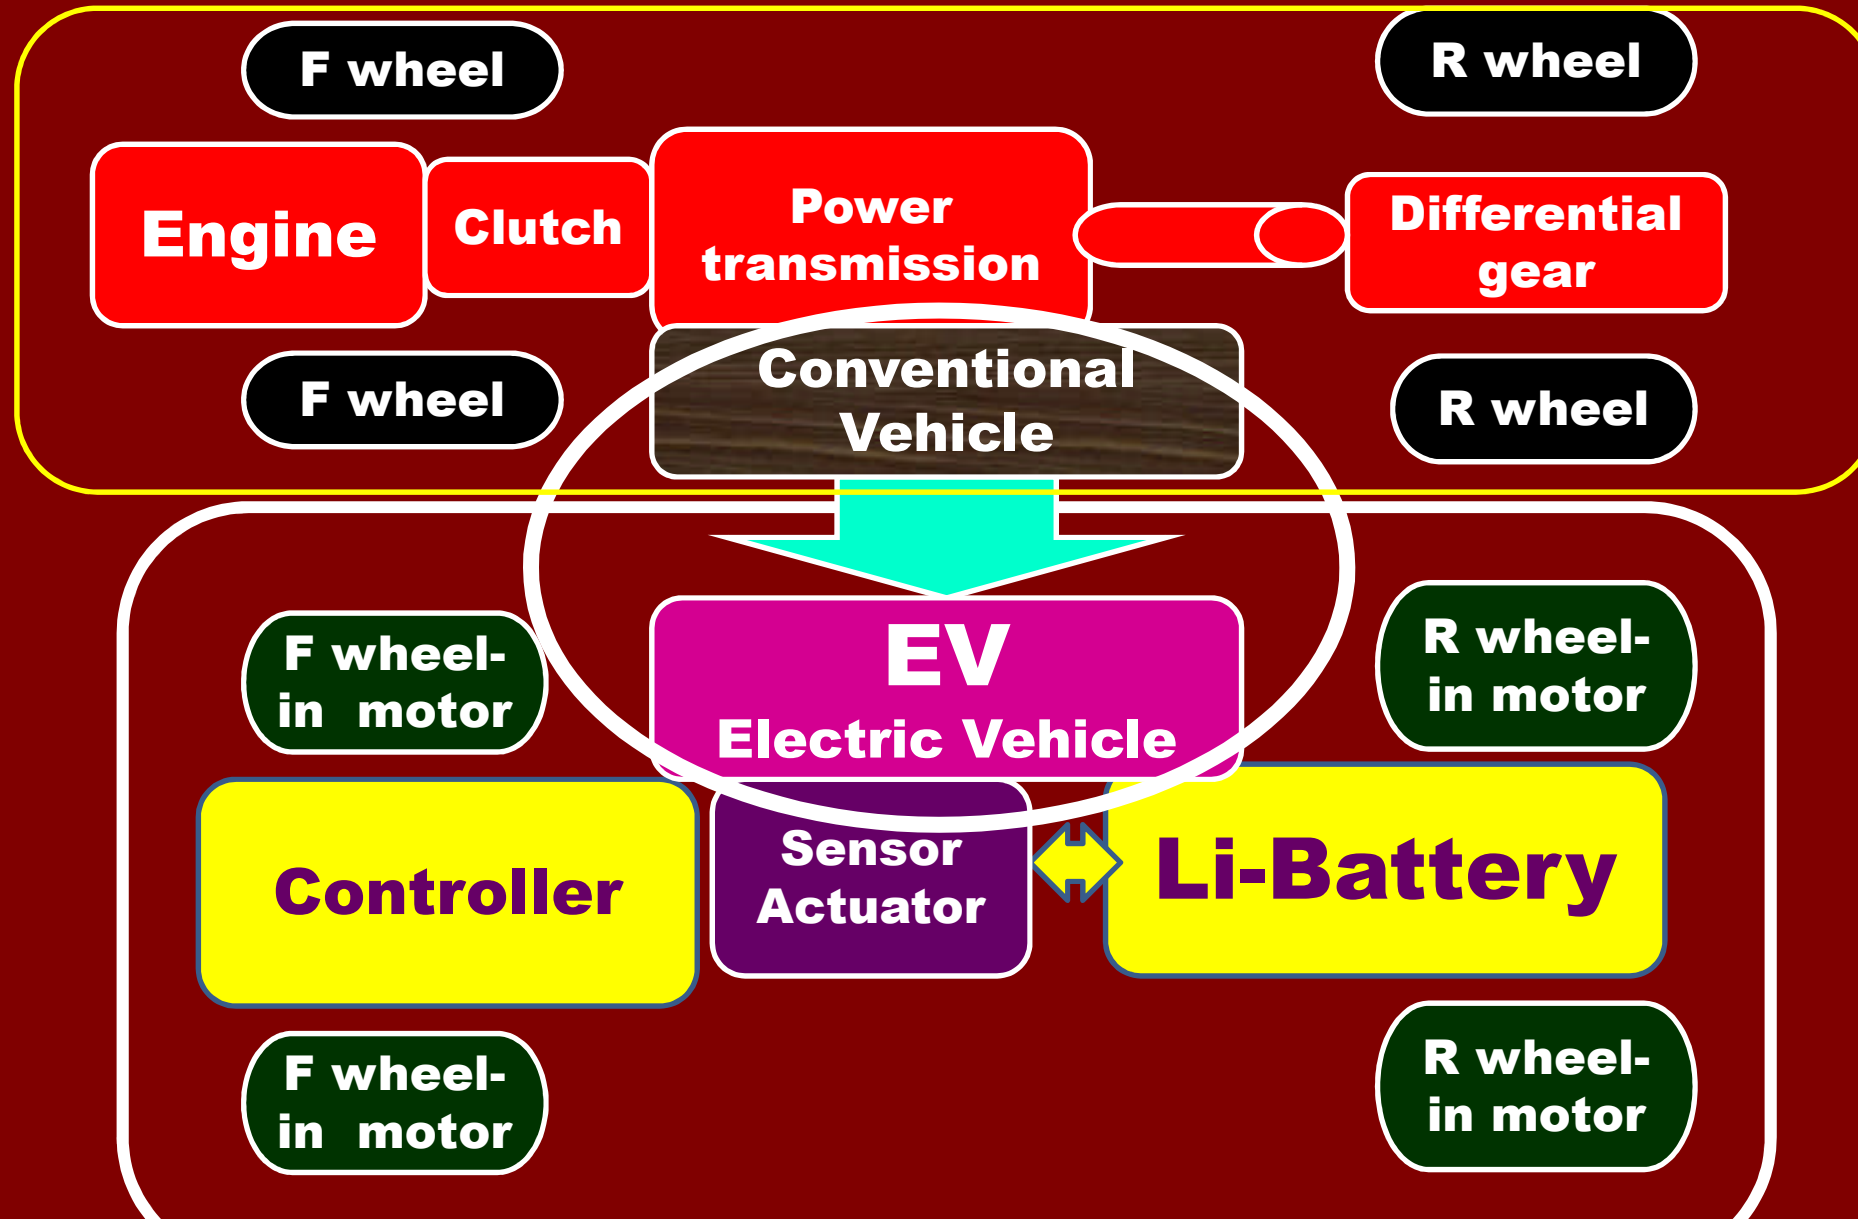 F wheel
R wheel
Engine
Clutch
Power
transmission
Differential
gear
F wheel
Conventional
Vehicle
R wheel
F wheel-
in  motor
EV
Electric Vehicle
R wheel-
in motor
Controller
Sensor
Actuator
Li-Battery
F wheel-
in  motor
R wheel-
in motor